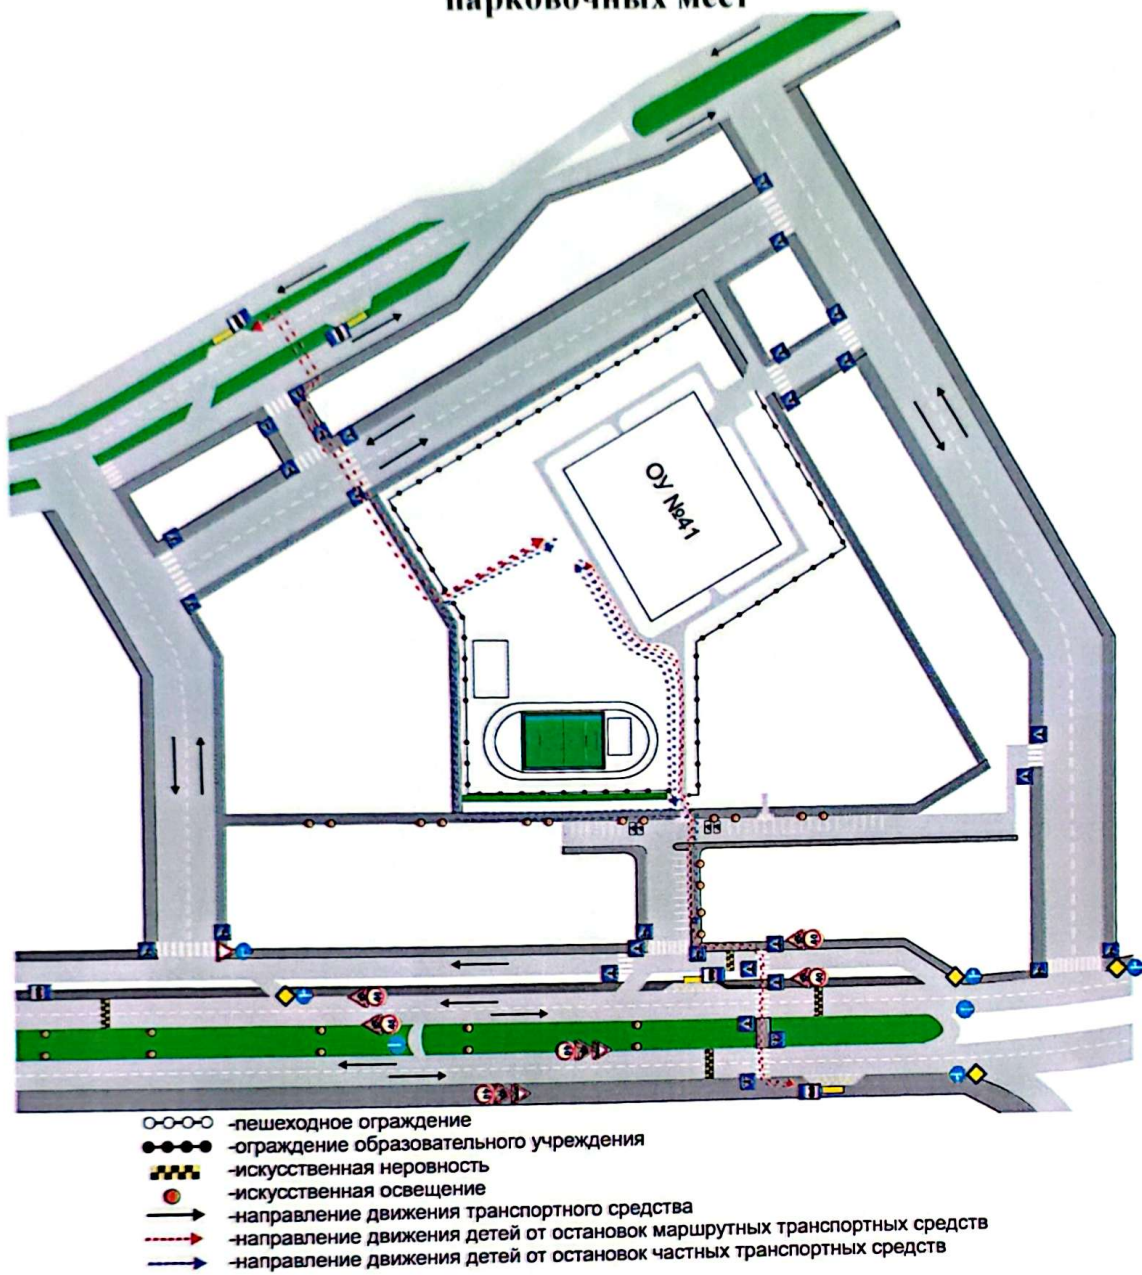 парковочных мест
ОУ №41
-пешеходное ограждение
-ограждение образовательного учреждения
-искусственная неровность
-искусственная освещение
-направление движения транспортного средства
-направление движения детей от остановок маршрутных транспортных средств
-направление движения детей от остановок частных транспортных средств